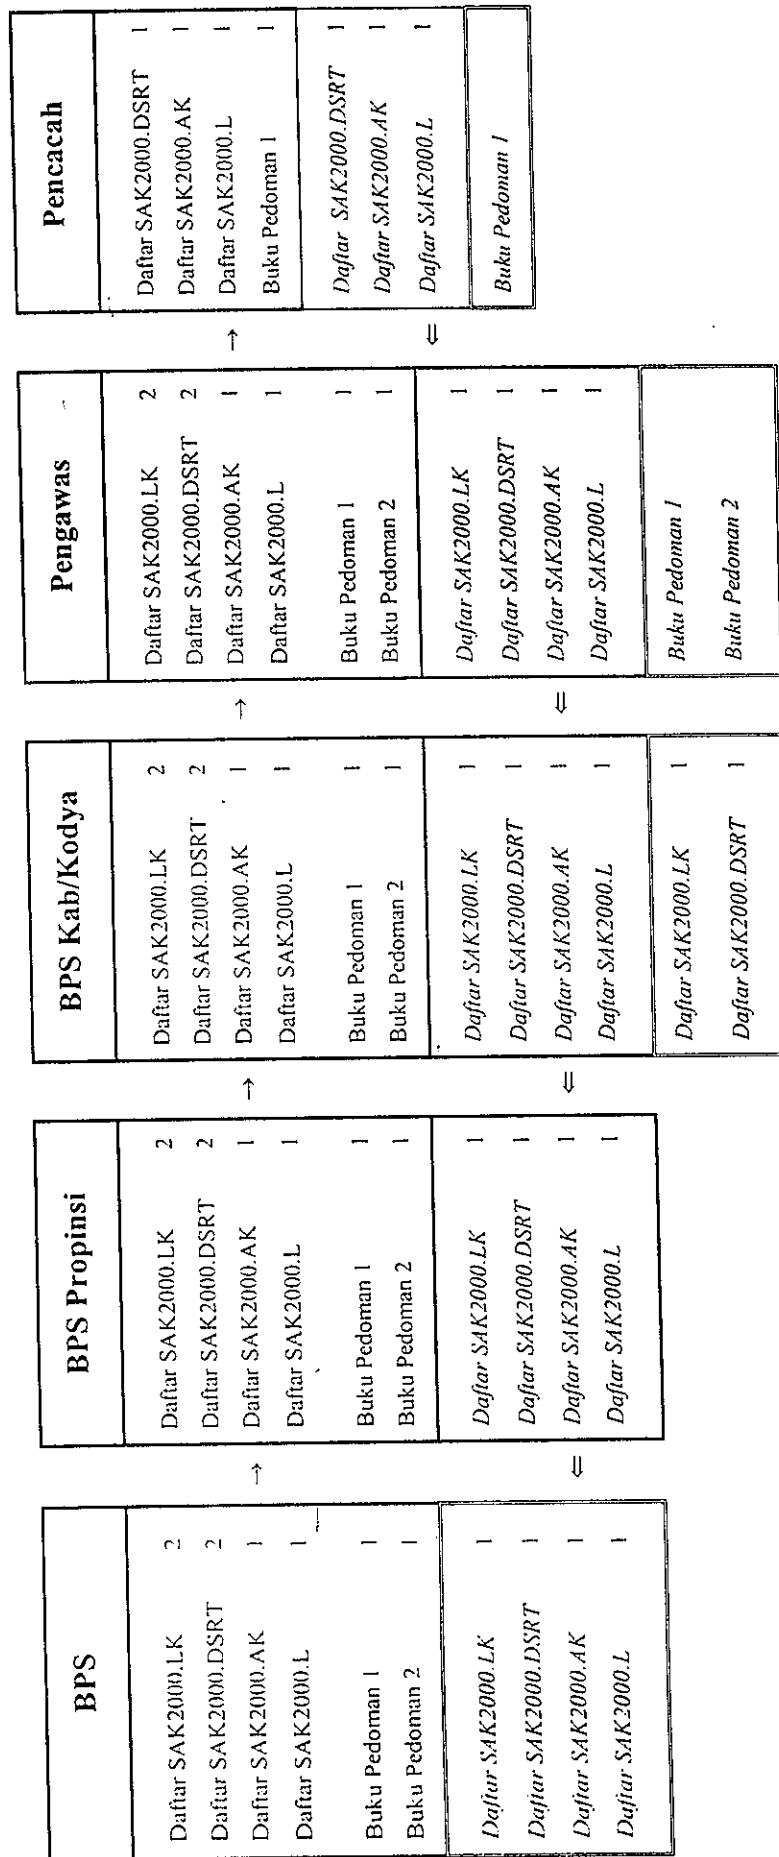 BPS
Daftar SAK2000.LK 2
Daftar SAK2000.DSRT 2
Daftar SAK2000.AK 1
Daftar SAK2000.L 1
Buku Pedoman 1 1
Buku Pedoman 2 1
Daftar SAK2000.LK 1
Daftar SAK2000.DSRT 1
Daftar SAK2000.AK 1
Daftar SAK2000.L 1
→
⇐
BPS Propinsi
Daftar SAK2000.LK 2
Daftar SAK2000.DSRT 2
Daftar SAK2000.AK 1
Daftar SAK2000.L 1
Buku Pedoman 1 1
Buku Pedoman 2 1
Daftar SAK2000.LK 1
Daftar SAK2000.DSRT 1
Daftar SAK2000.AK 1
Daftar SAK2000.L 1
→
⇐
BPS Kab/Kodya
Daftar SAK2000.LK 2
Daftar SAK2000.DSRT 2
Daftar SAK2000.AK 1
Daftar SAK2000.L 1
Buku Pedoman 1 1
Buku Pedoman 2 1
Daftar SAK2000.LK 1
Daftar SAK2000.DSRT 1
Daftar SAK2000.AK 1
Daftar SAK2000.L 1
Daftar SAK2000.LK 1
Daftar SAK2000.DSRT 1
→
⇐
Pengawas
Daftar SAK2000.LK 2
Daftar SAK2000.DSRT 2
Daftar SAK2000.AK 1
Daftar SAK2000.L 1
Buku Pedoman 1 1
Buku Pedoman 2 1
Daftar SAK2000.LK 1
Daftar SAK2000.DSRT 1
Daftar SAK2000.AK 1
Daftar SAK2000.L 1
Buku Pedoman 1
Buku Pedoman 2
→
⇐
Pencacah
Daftar SAK2000.DSRT 1
Daftar SAK2000.AK 1
Daftar SAK2000.L 1
Buku Pedoman 1 1
Daftar SAK2000.DSRT 1
Daftar SAK2000.AK 1
Daftar SAK2000.L 1
Buku Pedoman 1